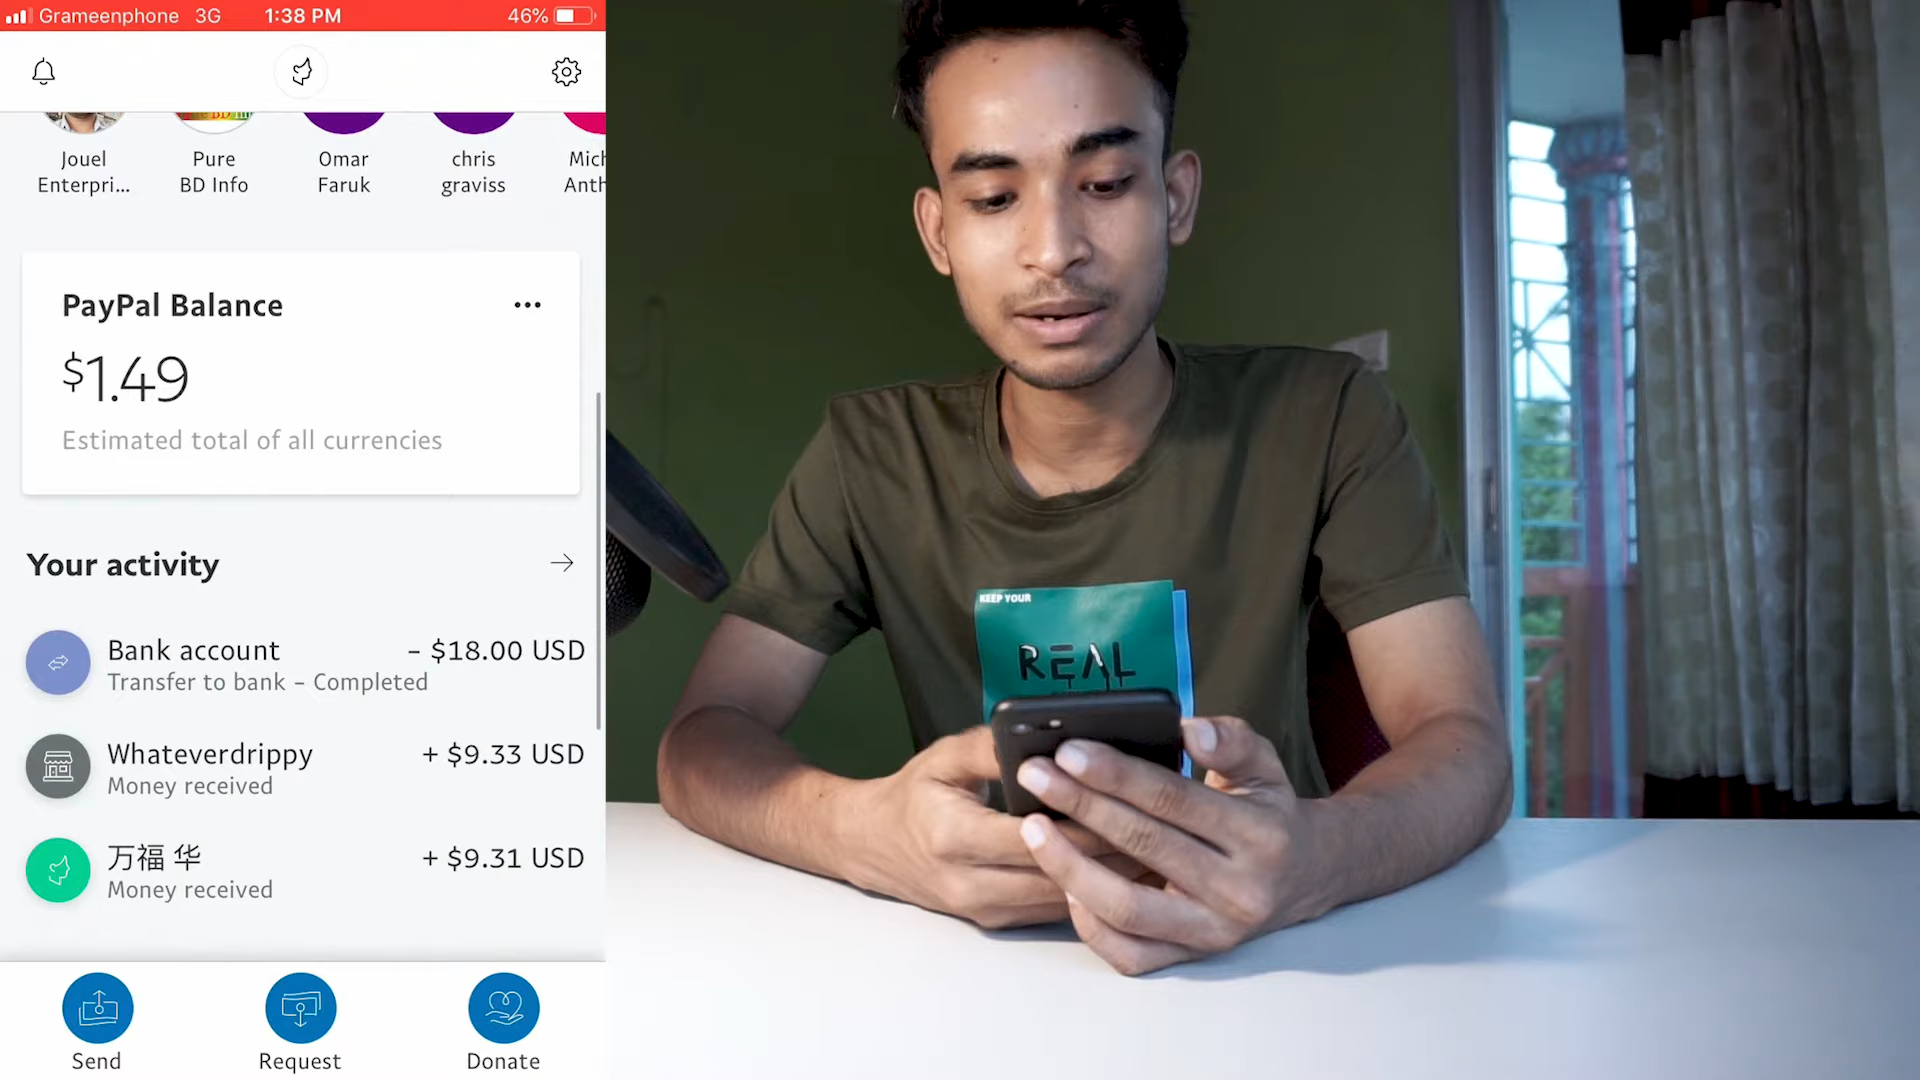 Grameenphone 3G 1:38 PM 46%
Jouel
Enterpri...
Pure
BD Info
Omar
Faruk
chris
graviss
Mich
Anth
PayPal Balance
$1.49
Estimated total of all currencies
Your activity
Bank account - $18.00 USD
Transfer to bank - Completed
Whateverdrippy + $9.33 USD
Money received
万福 华 + $9.31 USD
Money received
Send
Request
Donate
KEEP YOUR
REAL